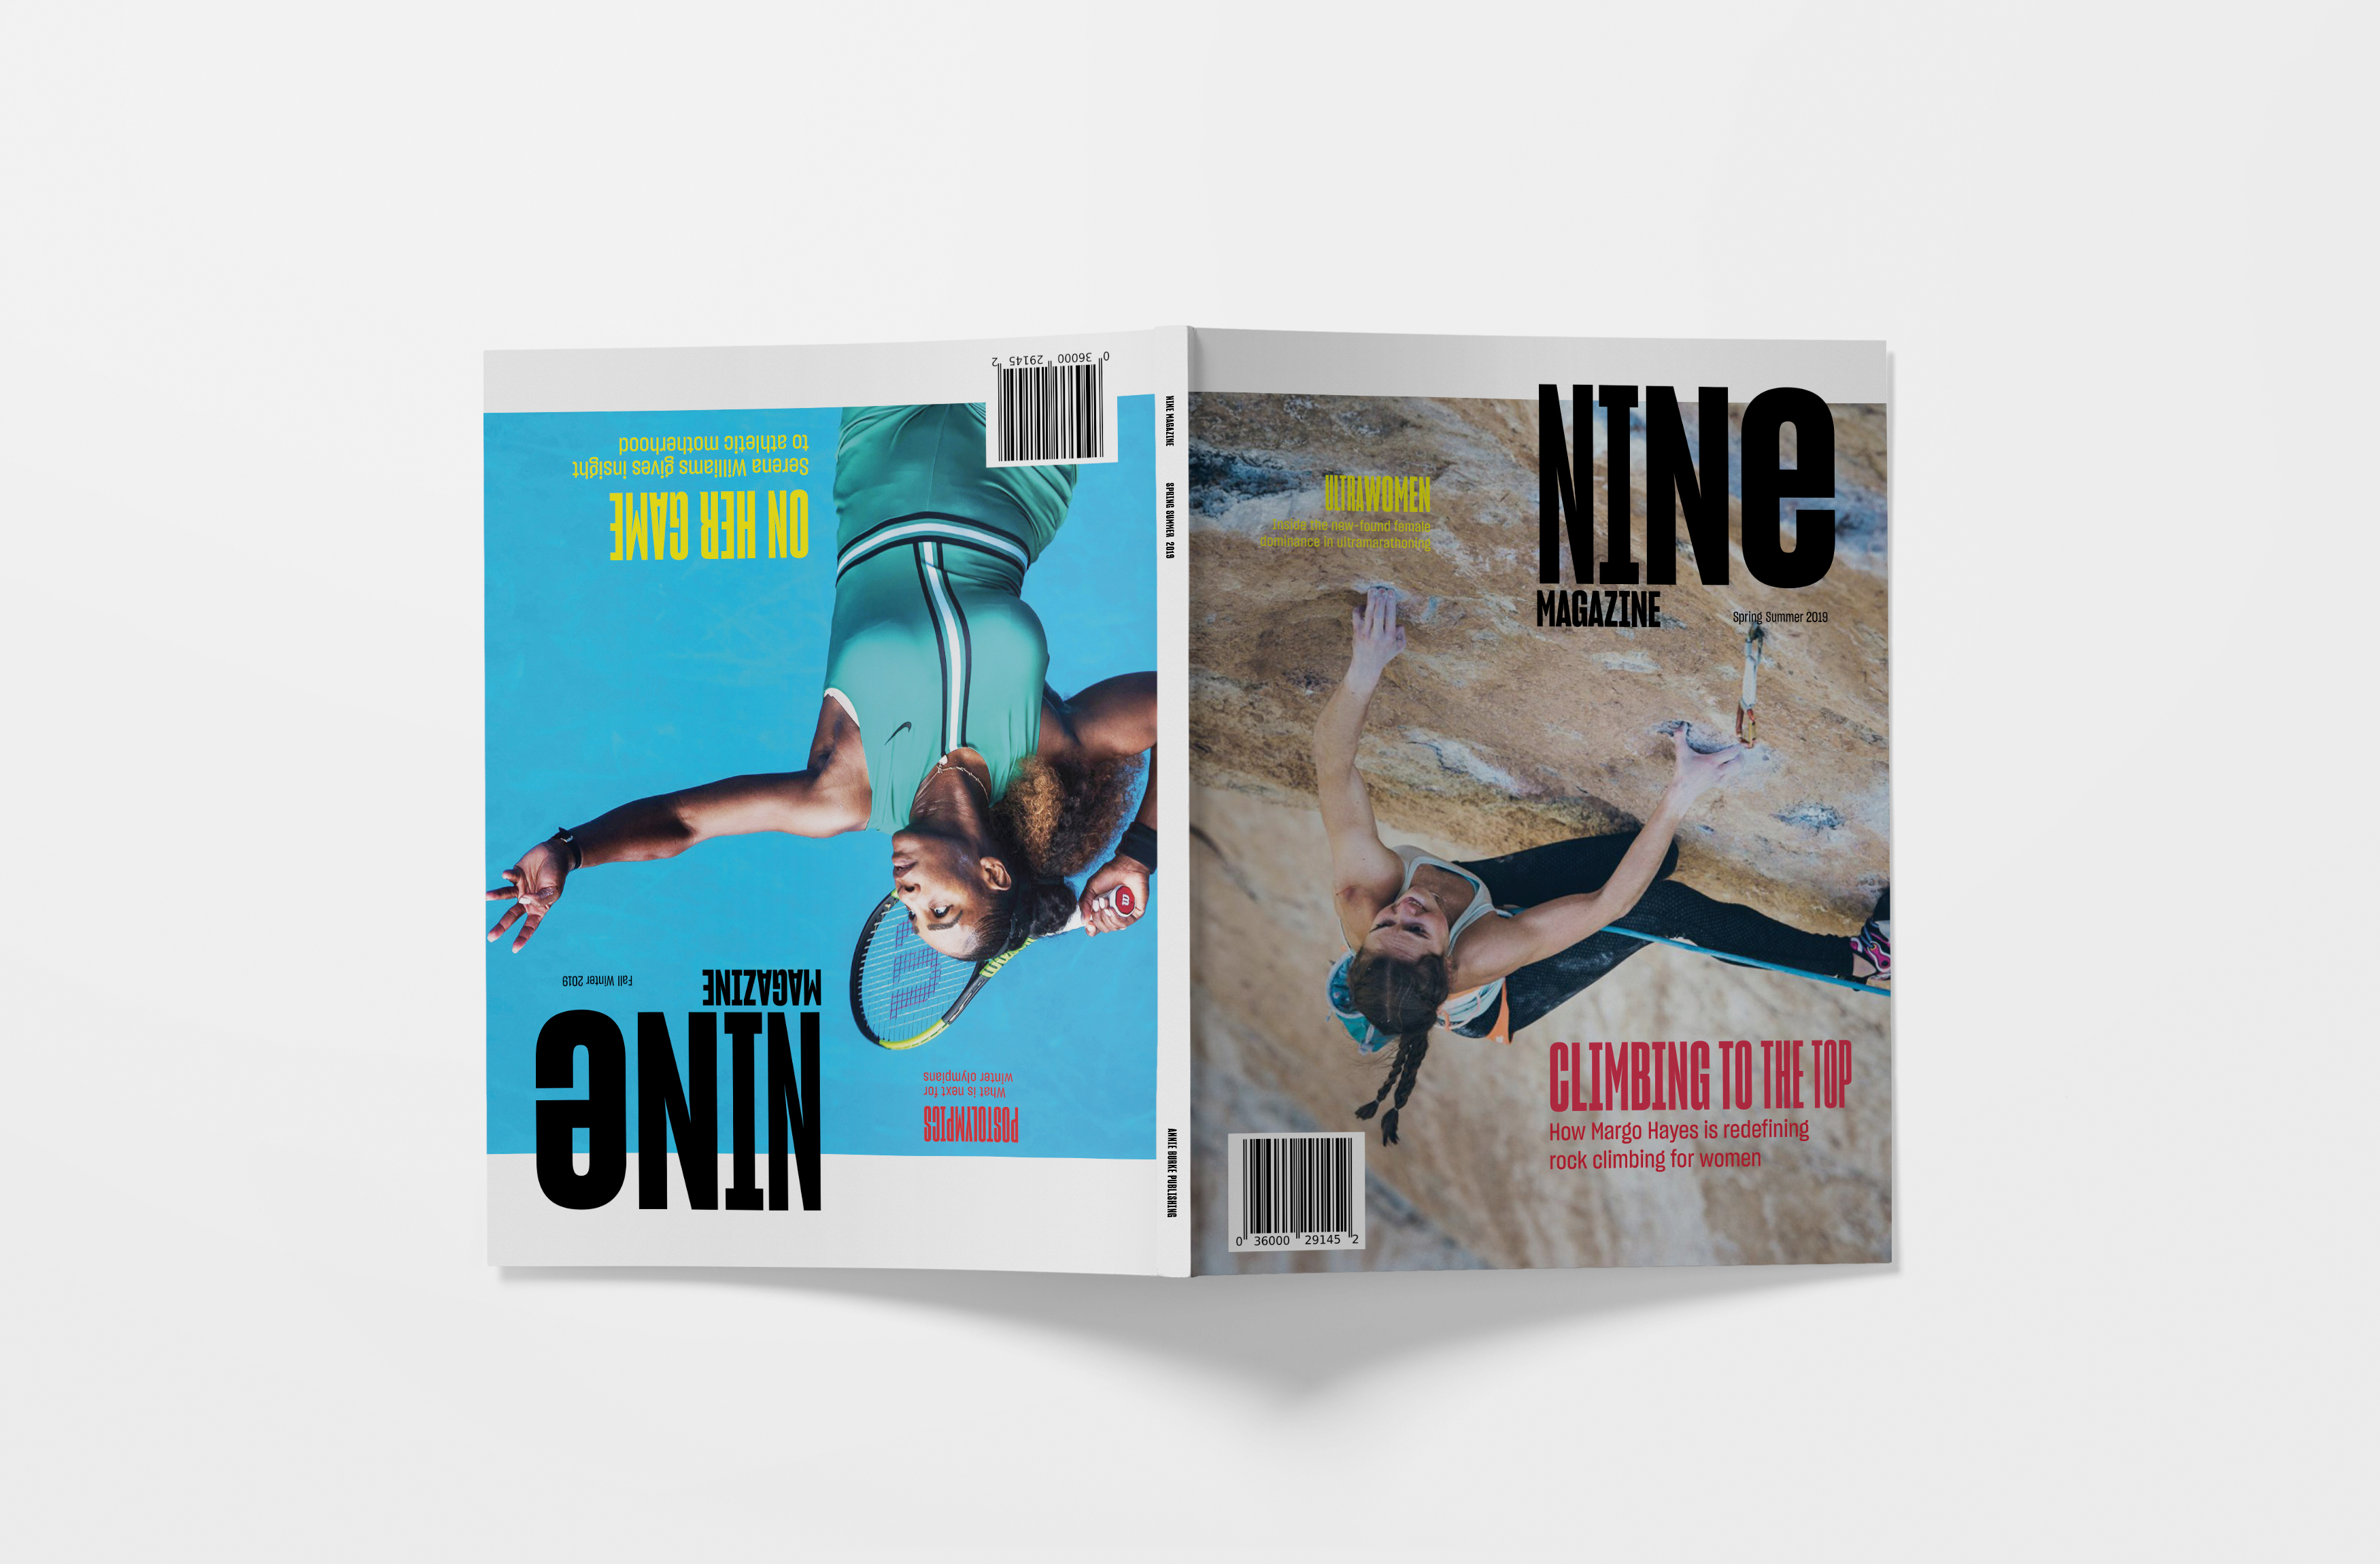 NINE
MAGAZINE
Spring Summer 2019
ULTRAWOMEN
Inside the new-found female
dominance in ultramarathoning
CLIMBING TO THE TOP
How Margo Hayes is redefining
rock climbing for women
0 36000 29145 2
NINE MAGAZINE SPRING SUMMER 2019 ANNIE BURKE PUBLISHING
NINE
MAGAZINE
Fall Winter 2019
POSTOLYMPICS
What is next for
winter olympians
ON HER GAME
Serena Williams gives insight
to athletic motherhood
0 36000 29145 2